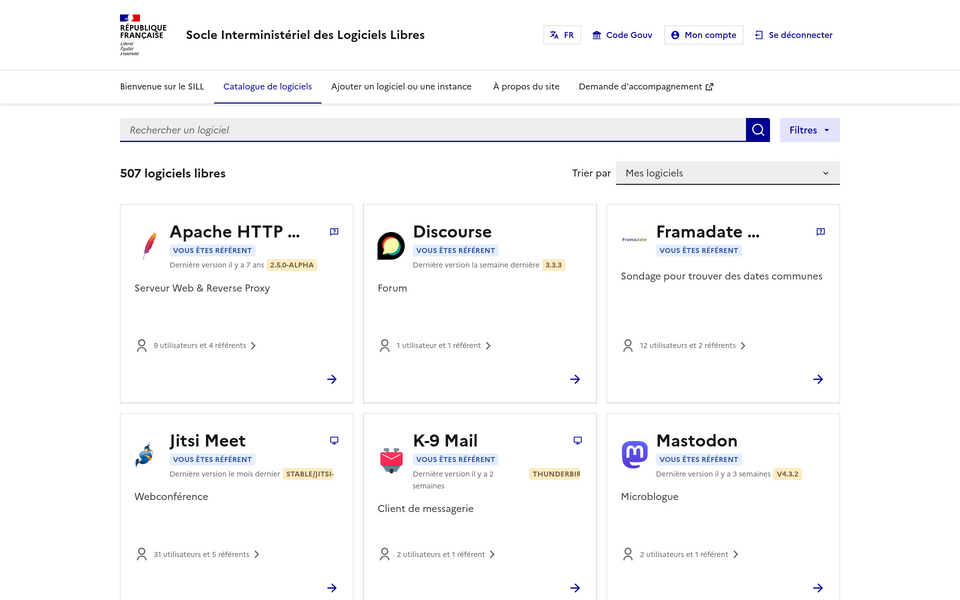 RÉPUBLIQUE
FRANÇAISE
Liberté
Égalité
Fraternité
Socle Interministériel des Logiciels Libres
FR
Code Gouv
Mon compte
Se déconnecter
Bienvenue sur le SILL
Catalogue de logiciels
Ajouter un logiciel ou une instance
À propos du site
Demande d'accompagnement
Rechercher un logiciel
Filtres
507 logiciels libres
Trier par
Mes logiciels
Apache HTTP ...
VOUS ÊTES RÉFÉRENT
Dernière version il y a 7 ans 2.5.0-ALPHA
Serveur Web & Reverse Proxy
9 utilisateurs et 4 référents
Discourse
VOUS ÊTES RÉFÉRENT
Dernière version la semaine dernière 3.3.3
Forum
1 utilisateur et 1 référent
Framadate
Framadate ...
VOUS ÊTES RÉFÉRENT
Sondage pour trouver des dates communes
12 utilisateurs et 2 référents
Jitsi Meet
VOUS ÊTES RÉFÉRENT
Dernière version le mois dernier STABLE/JITSI-
Webconférence
31 utilisateurs et 5 référents
K-9 Mail
VOUS ÊTES RÉFÉRENT
Dernière version il y a 2 THUNDERBIR
semaines
Client de messagerie
2 utilisateurs et 1 référent
Mastodon
VOUS ÊTES RÉFÉRENT
Dernière version il y a 3 semaines V4.3.2
Microblogue
2 utilisateurs et 1 référent